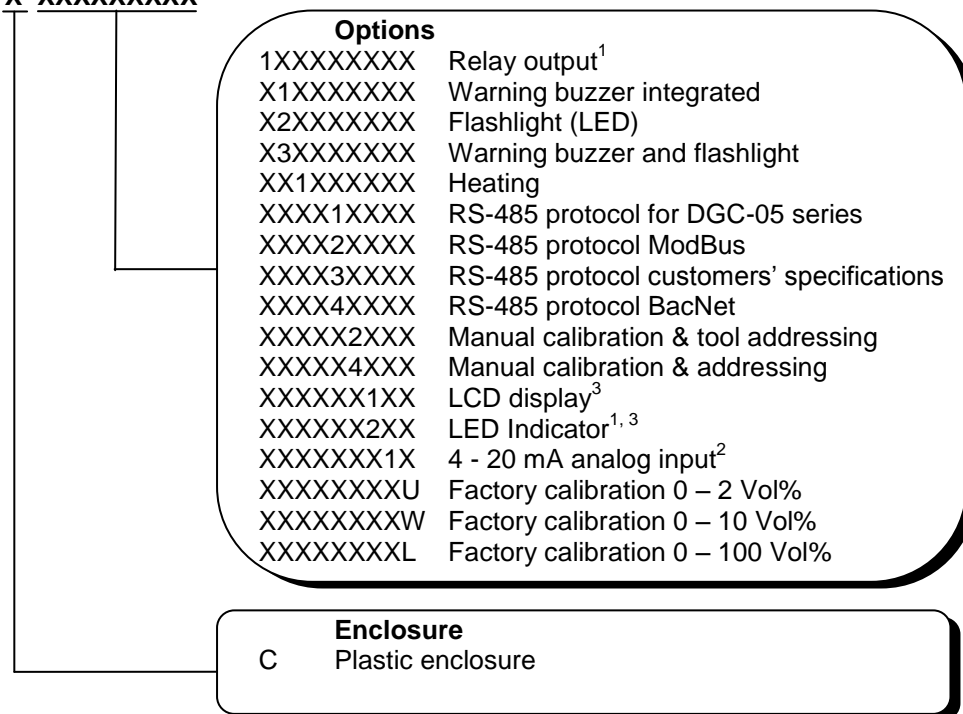 X XXXXXXXXX
Options
1XXXXXXXX Relay output1
X1XXXXXXX Warning buzzer integrated
X2XXXXXXX Flashlight (LED)
X3XXXXXXX Warning buzzer and flashlight
XX1XXXXXX Heating
XXXX1XXXX RS-485 protocol for DGC-05 series
XXXX2XXXX RS-485 protocol ModBus
XXXX3XXXX RS-485 protocol customers’ specifications
XXXX4XXXX RS-485 protocol BacNet
XXXXX2XXX Manual calibration & tool addressing
XXXXX4XXX Manual calibration & addressing
XXXXXX1XX LCD display3
XXXXXX2XX LED Indicator1, 3
XXXXXXX1X 4 - 20 mA analog input2
XXXXXXXXU Factory calibration 0 – 2 Vol%
XXXXXXXXW Factory calibration 0 – 10 Vol%
XXXXXXXXL Factory calibration 0 – 100 Vol%
Enclosure
C Plastic enclosure